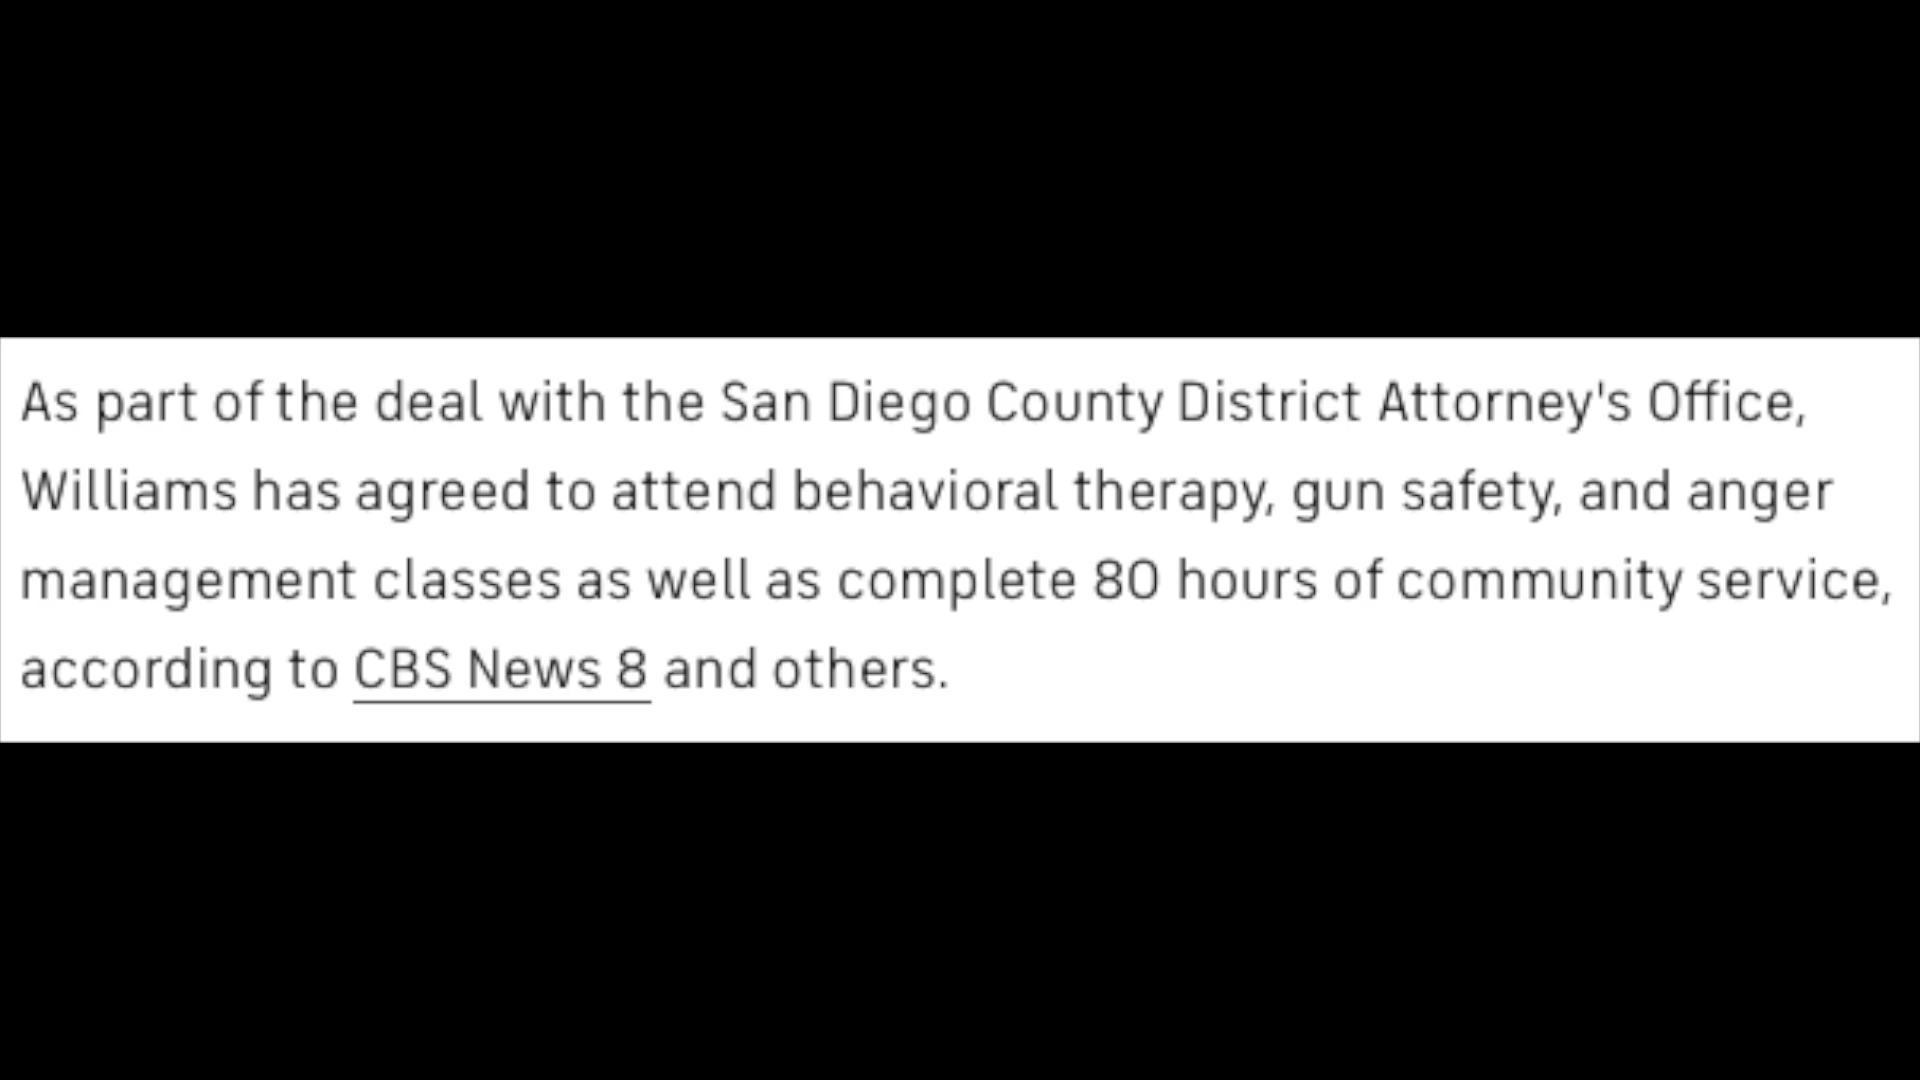 As part of the deal with the San Diego County District Attorney's Office,
Williams has agreed to attend behavioral therapy, gun safety, and anger
management classes as well as complete 80 hours of community service,
according to CBS News 8 and others.